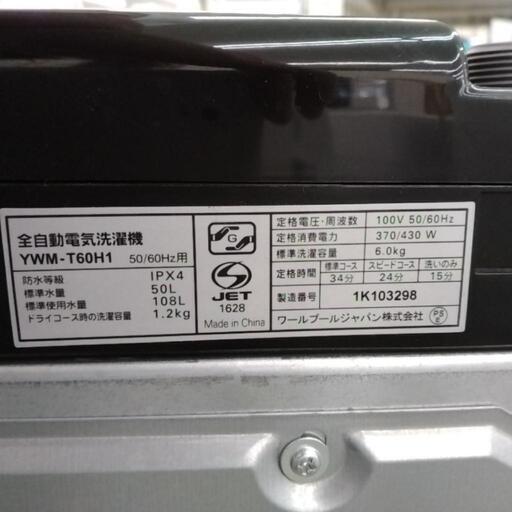 全自動電気洗濯機
YWM-T60H1 50/60Hz用
防水等級 IPX4
標準水量 50L
標準使用水量 108L
ドライコース時の洗濯容量 1.2kg
G
JET
1628
Made in China
定格電圧・周波数 100V 50/60Hz
定格消費電力 370/430 W
定格洗濯容量 6.0kg
定格時間 標準コース 34分 スピードコース 24分 洗いのみ 15分
製造番号 1K103298
ワールプールジャパン株式会社
PSE